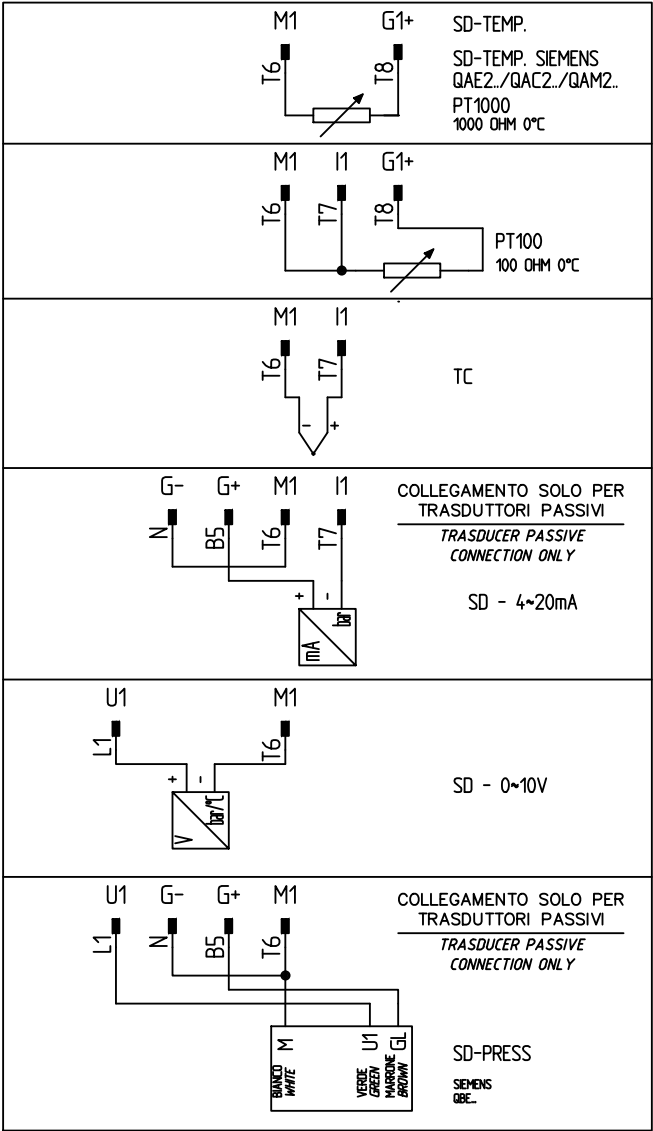 M1 G1+ SD-TEMP.
T6 T8 SD-TEMP. SIEMENS
QAE2../QAC2../QAM2..
PT1000
1000 OHM 0°C
M1 I1 G1+
T6 T7 T8
PT100
100 OHM 0°C
M1 I1
T6 T7
TC
- +
G- G+ M1 I1
N B5 T6 T7
COLLEGAMENTO SOLO PER
TRASDUTTORI PASSIVI
TRASDUCER PASSIVE
CONNECTION ONLY
+ -
mA bar
SD - 4~20mA
U1 M1
L1 T6
+ -
V bar/°C
SD - 0~10V
U1 G- G+ M1
L1 N B5 T6
COLLEGAMENTO SOLO PER
TRASDUTTORI PASSIVI
TRASDUCER PASSIVE
CONNECTION ONLY
M U1 GL
BIANCO
WHITE
VERDE
GREEN
MARRONE
BROWN
SD-PRESS
SIEMENS
QBE..